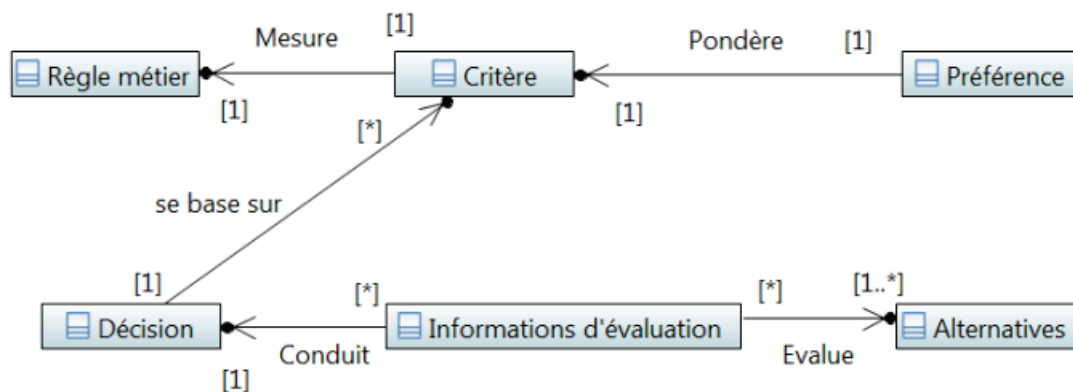 Mesure [1] Pondère [1]
Règle métier Critère Préférence
[1] [*] [1]
se base sur
[1] [*] [*] [1..*]
Décision Informations d'évaluation Alternatives
Conduit Evalue
[1]